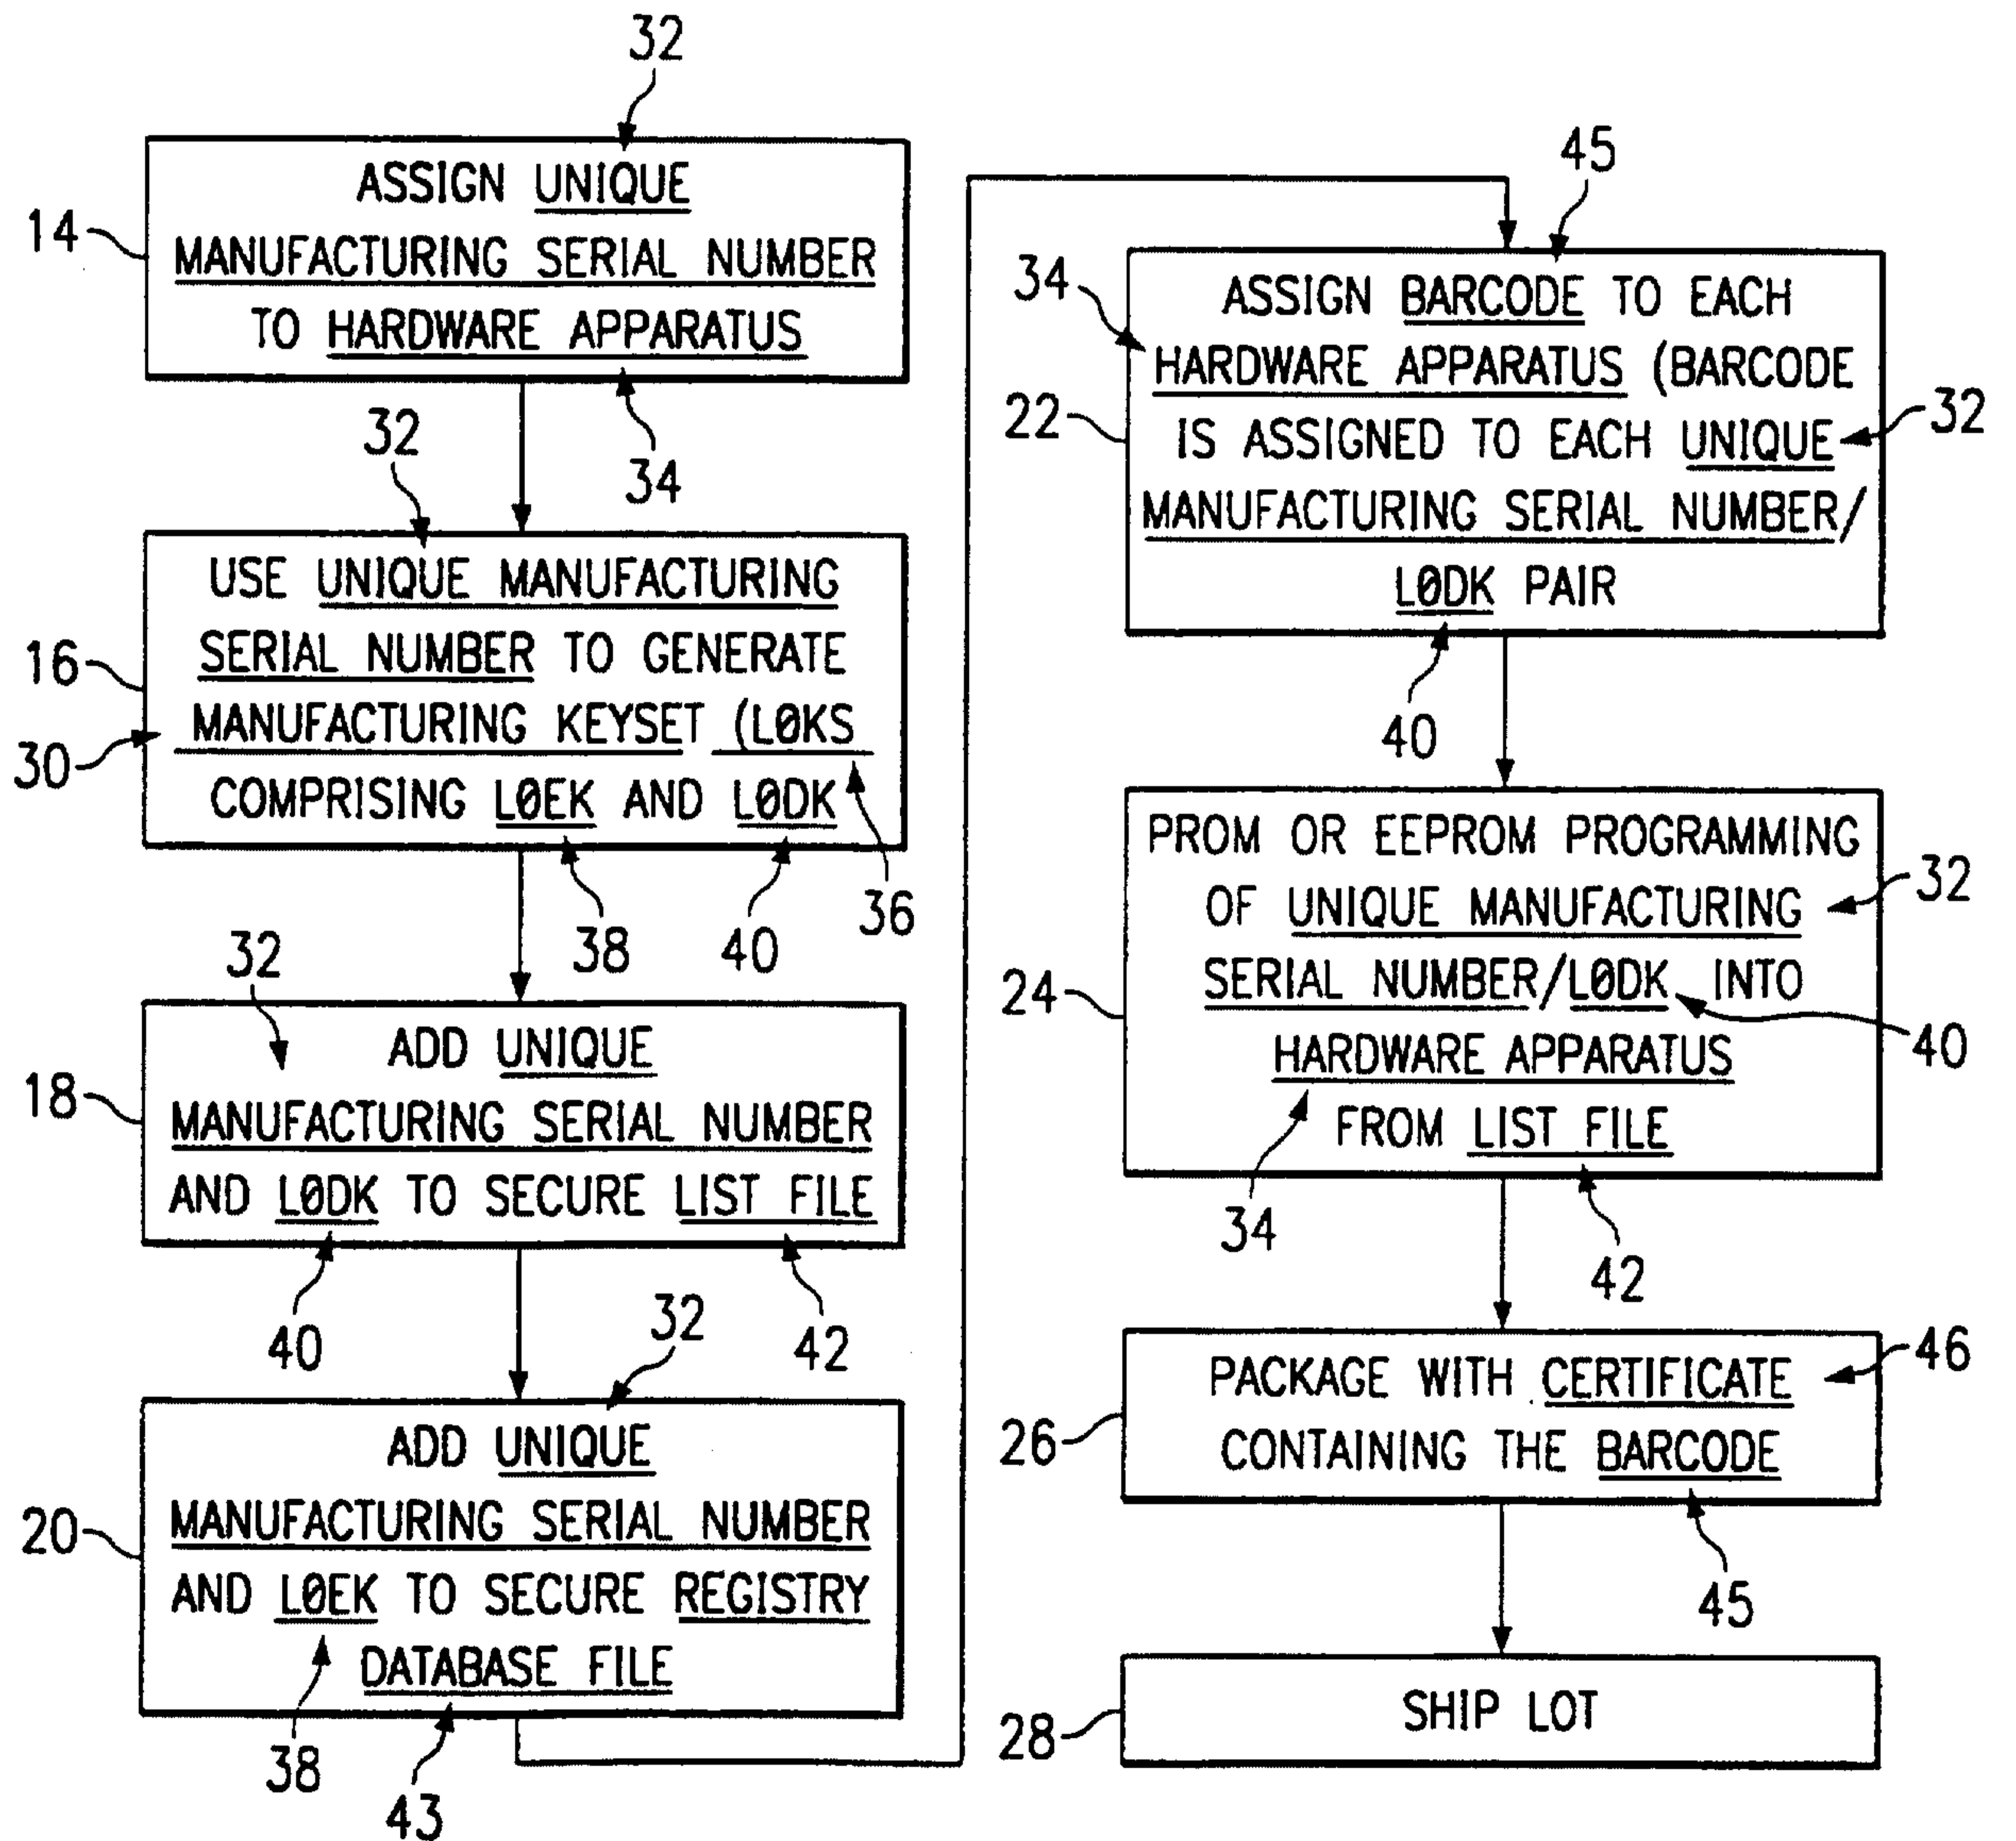 32
14
ASSIGN UNIQUE
MANUFACTURING SERIAL NUMBER
TO HARDWARE APPARATUS
34
32
16
30
USE UNIQUE MANUFACTURING
SERIAL NUMBER TO GENERATE
MANUFACTURING KEYSET (L0KS
COMPRISING L0EK AND L0DK
38
40
36
32
18
ADD UNIQUE
MANUFACTURING SERIAL NUMBER
AND L0DK TO SECURE LIST FILE
40
42
32
20
ADD UNIQUE
MANUFACTURING SERIAL NUMBER
AND L0EK TO SECURE REGISTRY
DATABASE FILE
38
43
45
34
22
ASSIGN BARCODE TO EACH
HARDWARE APPARATUS (BARCODE
IS ASSIGNED TO EACH UNIQUE
MANUFACTURING SERIAL NUMBER/
L0DK PAIR
32
40
24
PROM OR EEPROM PROGRAMMING
OF UNIQUE MANUFACTURING
SERIAL NUMBER/L0DK INTO
HARDWARE APPARATUS
FROM LIST FILE
32
40
34
42
26
PACKAGE WITH CERTIFICATE
CONTAINING THE BARCODE
46
45
28
SHIP LOT